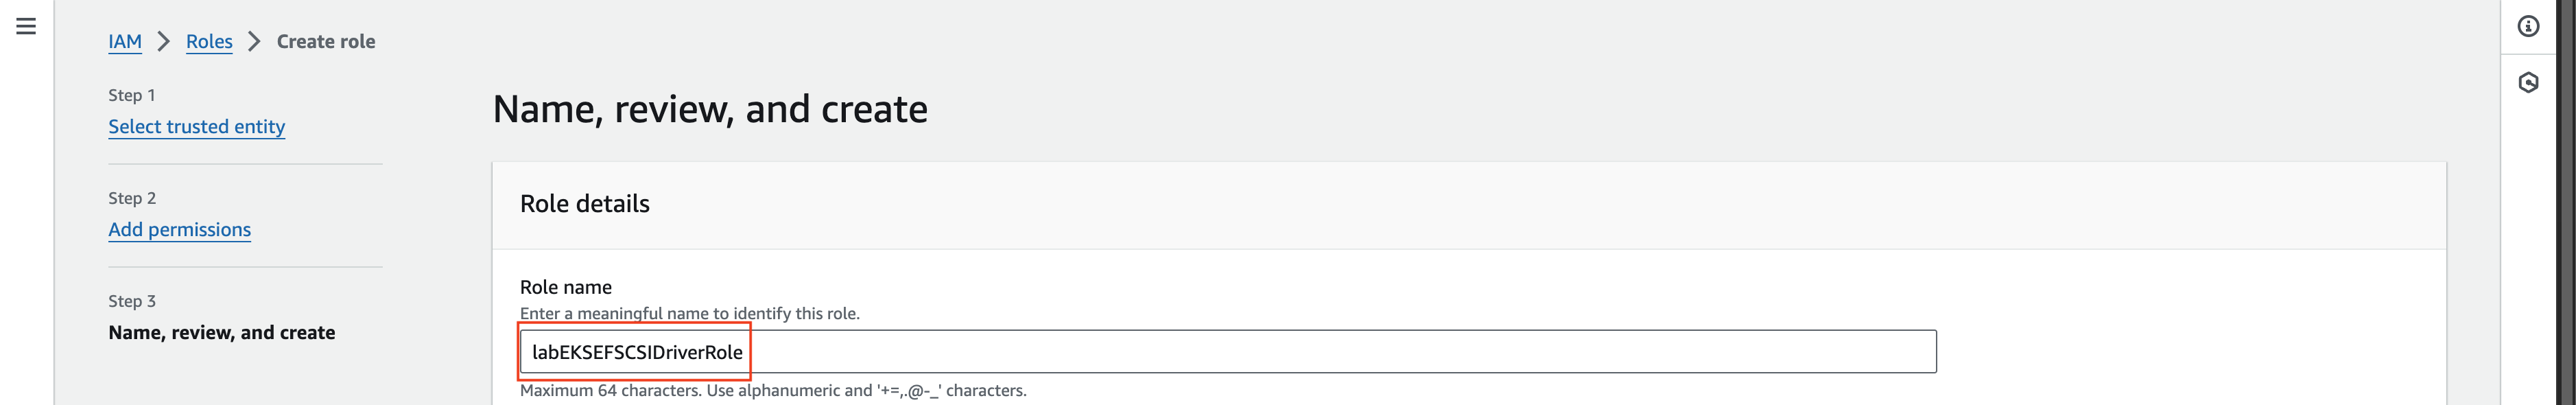 IAM > Roles > Create role
Step 1
Select trusted entity
Step 2
Add permissions
Step 3
Name, review, and create
Name, review, and create
Role details
Role name
Enter a meaningful name to identify this role.
labEKSEFSCSIDriverRole
Maximum 64 characters. Use alphanumeric and '+=,.@-_' characters.